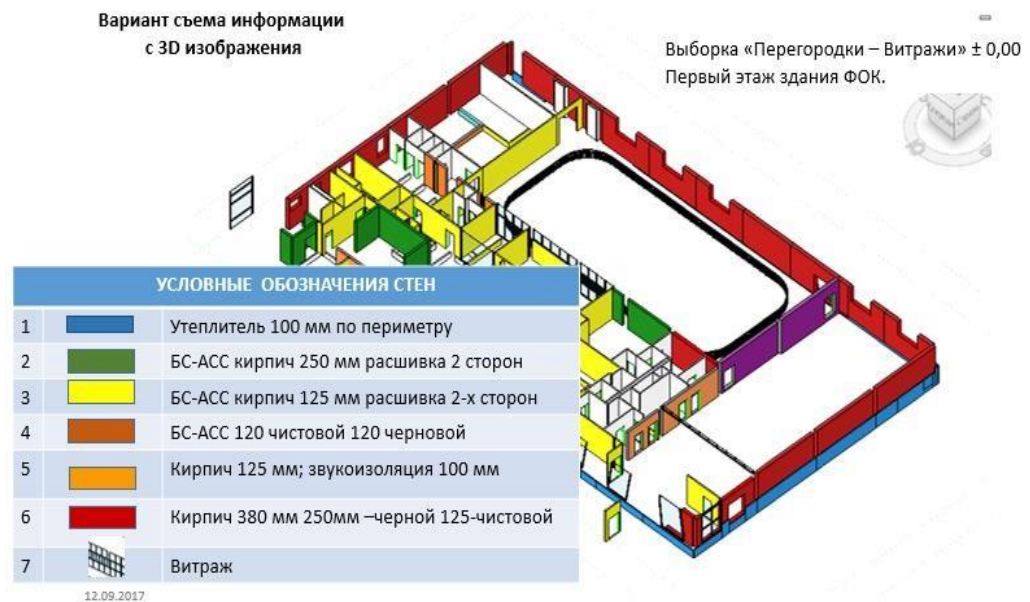 Вариант съема информации
с 3D изображения
Выборка «Перегородки – Витражи» ± 0,00
Первый этаж здания ФОК.
УСЛОВНЫЕ ОБОЗНАЧЕНИЯ СТЕН
1 Утеплитель 100 мм по периметру
2 БС-АСС кирпич 250 мм расшивка 2 сторон
3 БС-АСС кирпич 125 мм расшивка 2-х сторон
4 БС-АСС 120 чистовой 120 черновой
5 Кирпич 125 мм; звукоизоляция 100 мм
6 Кирпич 380 мм 250мм –черной 125-чистовой
7 Витраж
12.09.2017